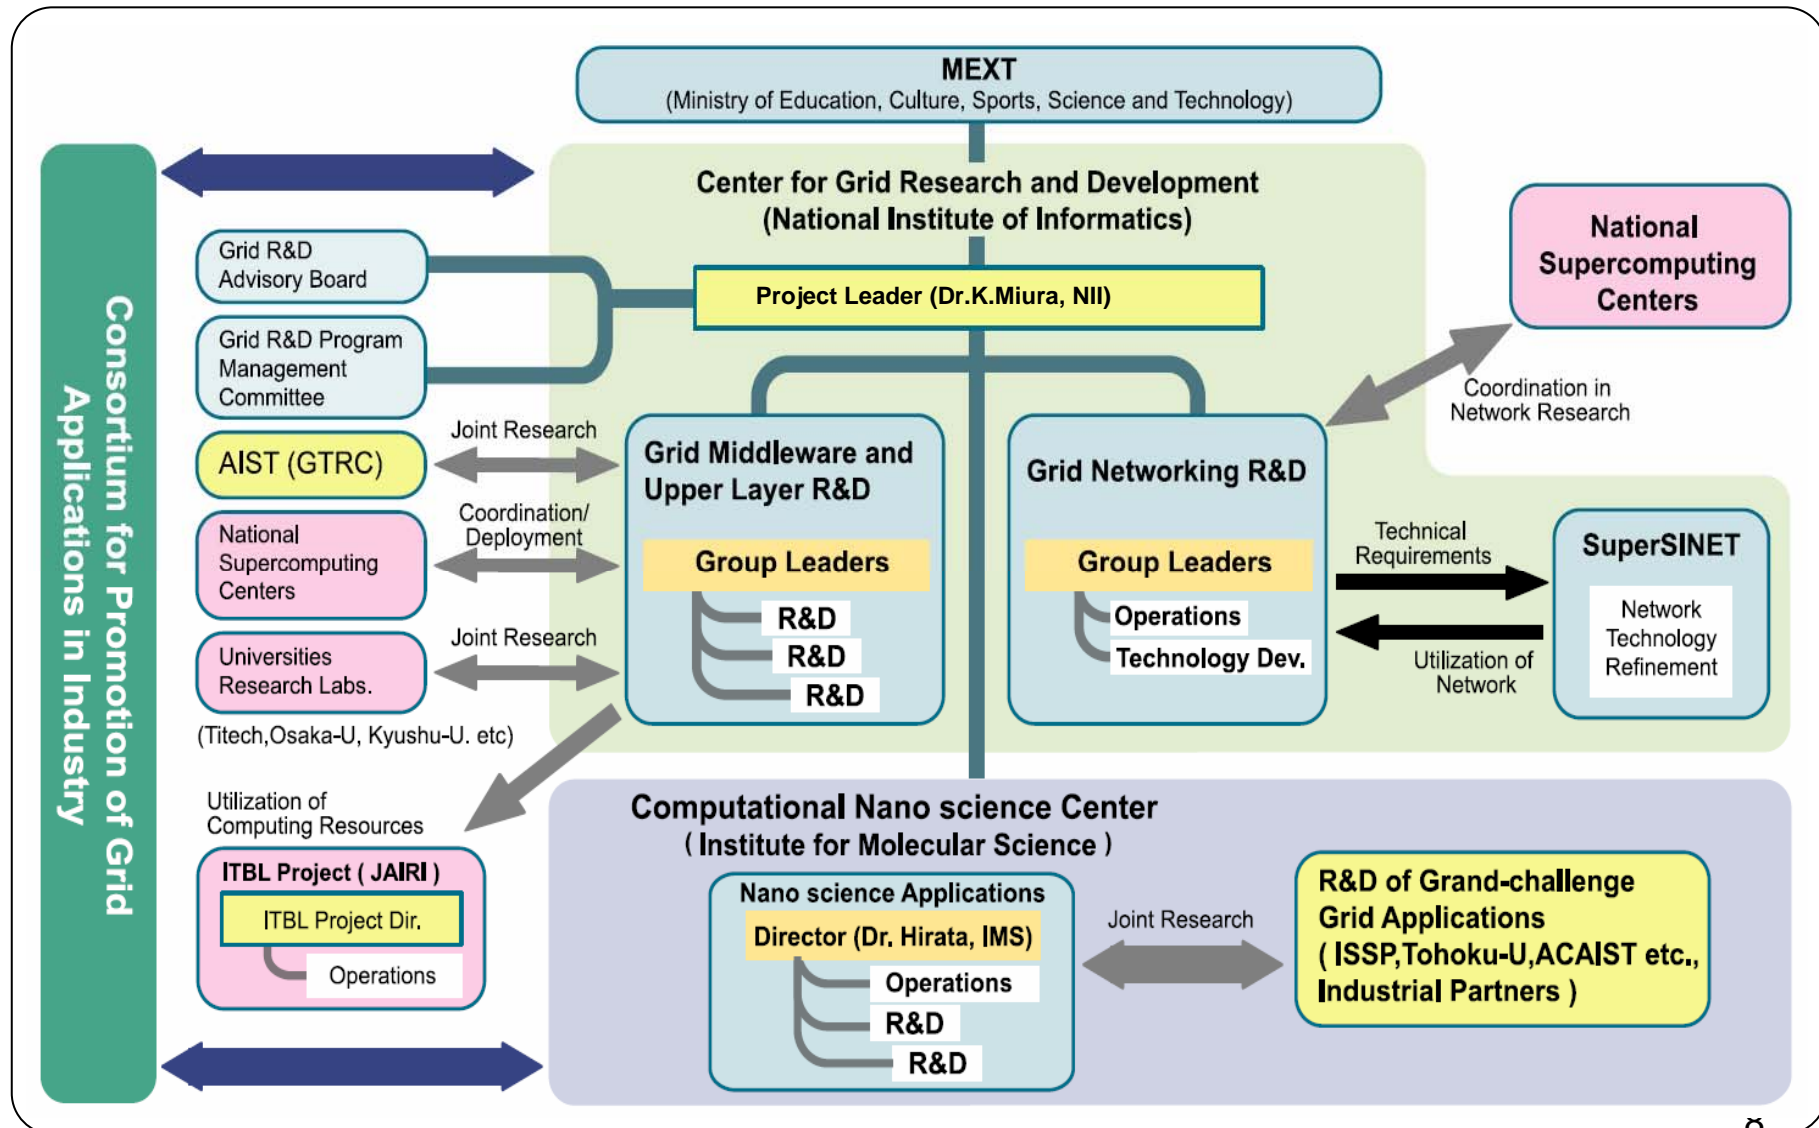 MEXT
(Ministry of Education, Culture, Sports, Science and Technology)
Consortium for Promotion of Grid
Applications in Industry
Center for Grid Research and Development
(National Institute of Informatics)
Project Leader (Dr.K.Miura, NII)
Grid R&D
Advisory Board
Grid R&D Program
Management
Committee
AIST (GTRC)
National
Supercomputing
Centers
Universities
Research Labs.
(Titech,Osaka-U, Kyushu-U. etc)
Joint Research
Coordination/
Deployment
Joint Research
Grid Middleware and
Upper Layer R&D
Group Leaders
R&D
R&D
R&D
Grid Networking R&D
Group Leaders
Operations
Technology Dev.
National
Supercomputing
Centers
Coordination in
Network Research
Technical
Requirements
Utilization of
Network
SuperSINET
Network
Technology
Refinement
Utilization of
Computing Resources
ITBL Project ( JAIRI )
ITBL Project Dir.
Operations
Computational Nano science Center
( Institute for Molecular Science )
Nano science Applications
Director (Dr. Hirata, IMS)
Operations
R&D
R&D
Joint Research
R&D of Grand-challenge
Grid Applications
( ISSP,Tohoku-U,ACAIST etc.,
Industrial Partners )